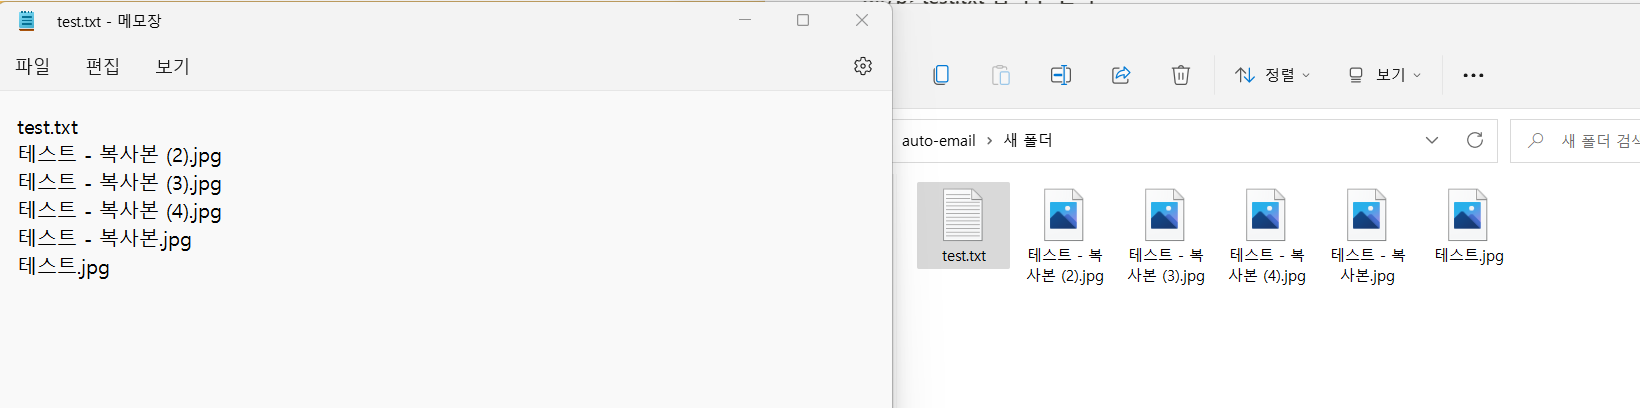 test.txt - 메모장
파일 편집 보기
test.txt
테스트 - 복사본 (2).jpg
테스트 - 복사본 (3).jpg
테스트 - 복사본 (4).jpg
테스트 - 복사본.jpg
테스트.jpg
정렬 보기
auto-email > 새 폴더
새 폴더 검색
test.txt
테스트 - 복
사본 (2).jpg
테스트 - 복
사본 (3).jpg
테스트 - 복
사본 (4).jpg
테스트 - 복
사본.jpg
테스트.jpg